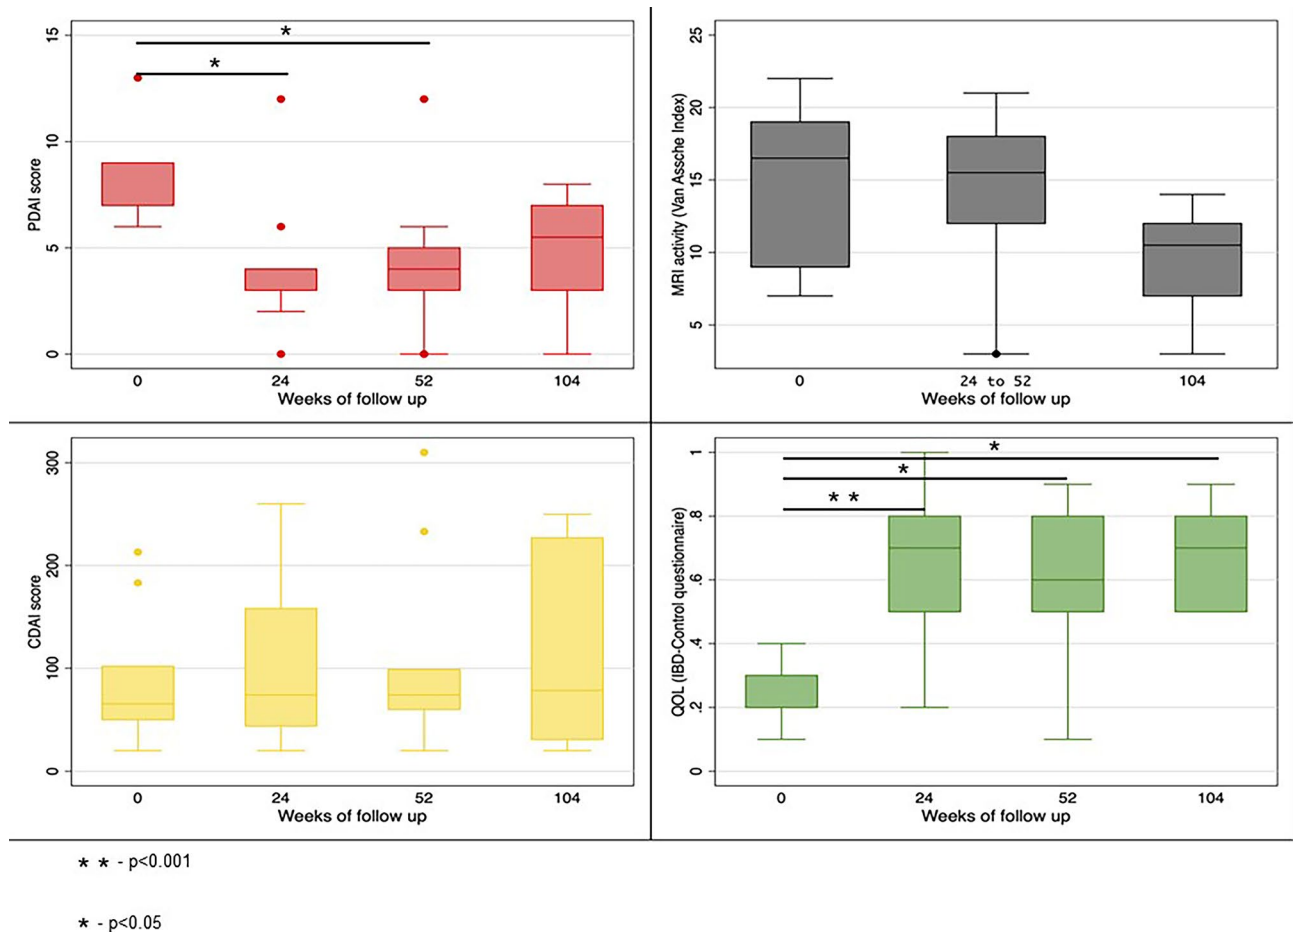 PDAI score
15
10
5
0
*
*
0 24 52 104
Weeks of follow up
MRI activity (Van Assche Index)
25
20
15
10
5
0 24 to 52 104
Weeks of follow up
CDAI score
300
200
100
0
0 24 52 104
Weeks of follow up
QOL (IBD-Control questionnaire)
1
.8
.6
.4
.2
0
*
*
* *
0 24 52 104
Weeks of follow up
* * - p<0.001
* - p<0.05